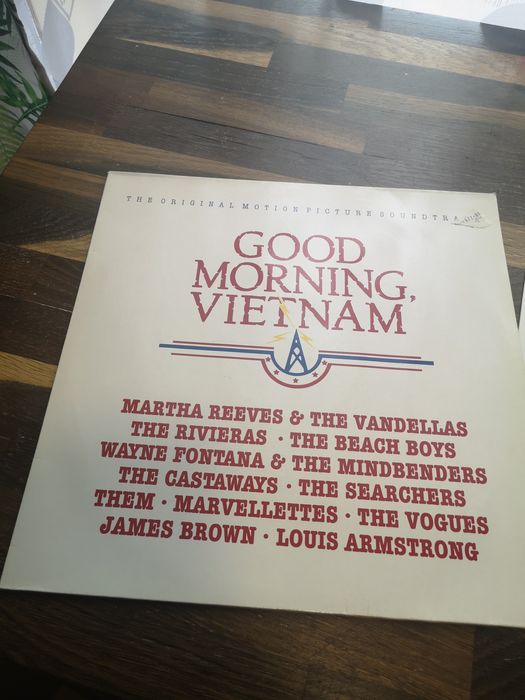 THE ORIGINAL MOTION PICTURE SOUNDTRA
GOOD
MORNING,
VIETNAM
MARTHA REEVES & THE VANDELLAS
THE RIVIERAS · THE BEACH BOYS
WAYNE FONTANA & THE MINDBENDERS
THE CASTAWAYS · THE SEARCHERS
THEM · MARVELLETTES · THE VOGUES
JAMES BROWN · LOUIS ARMSTRONG